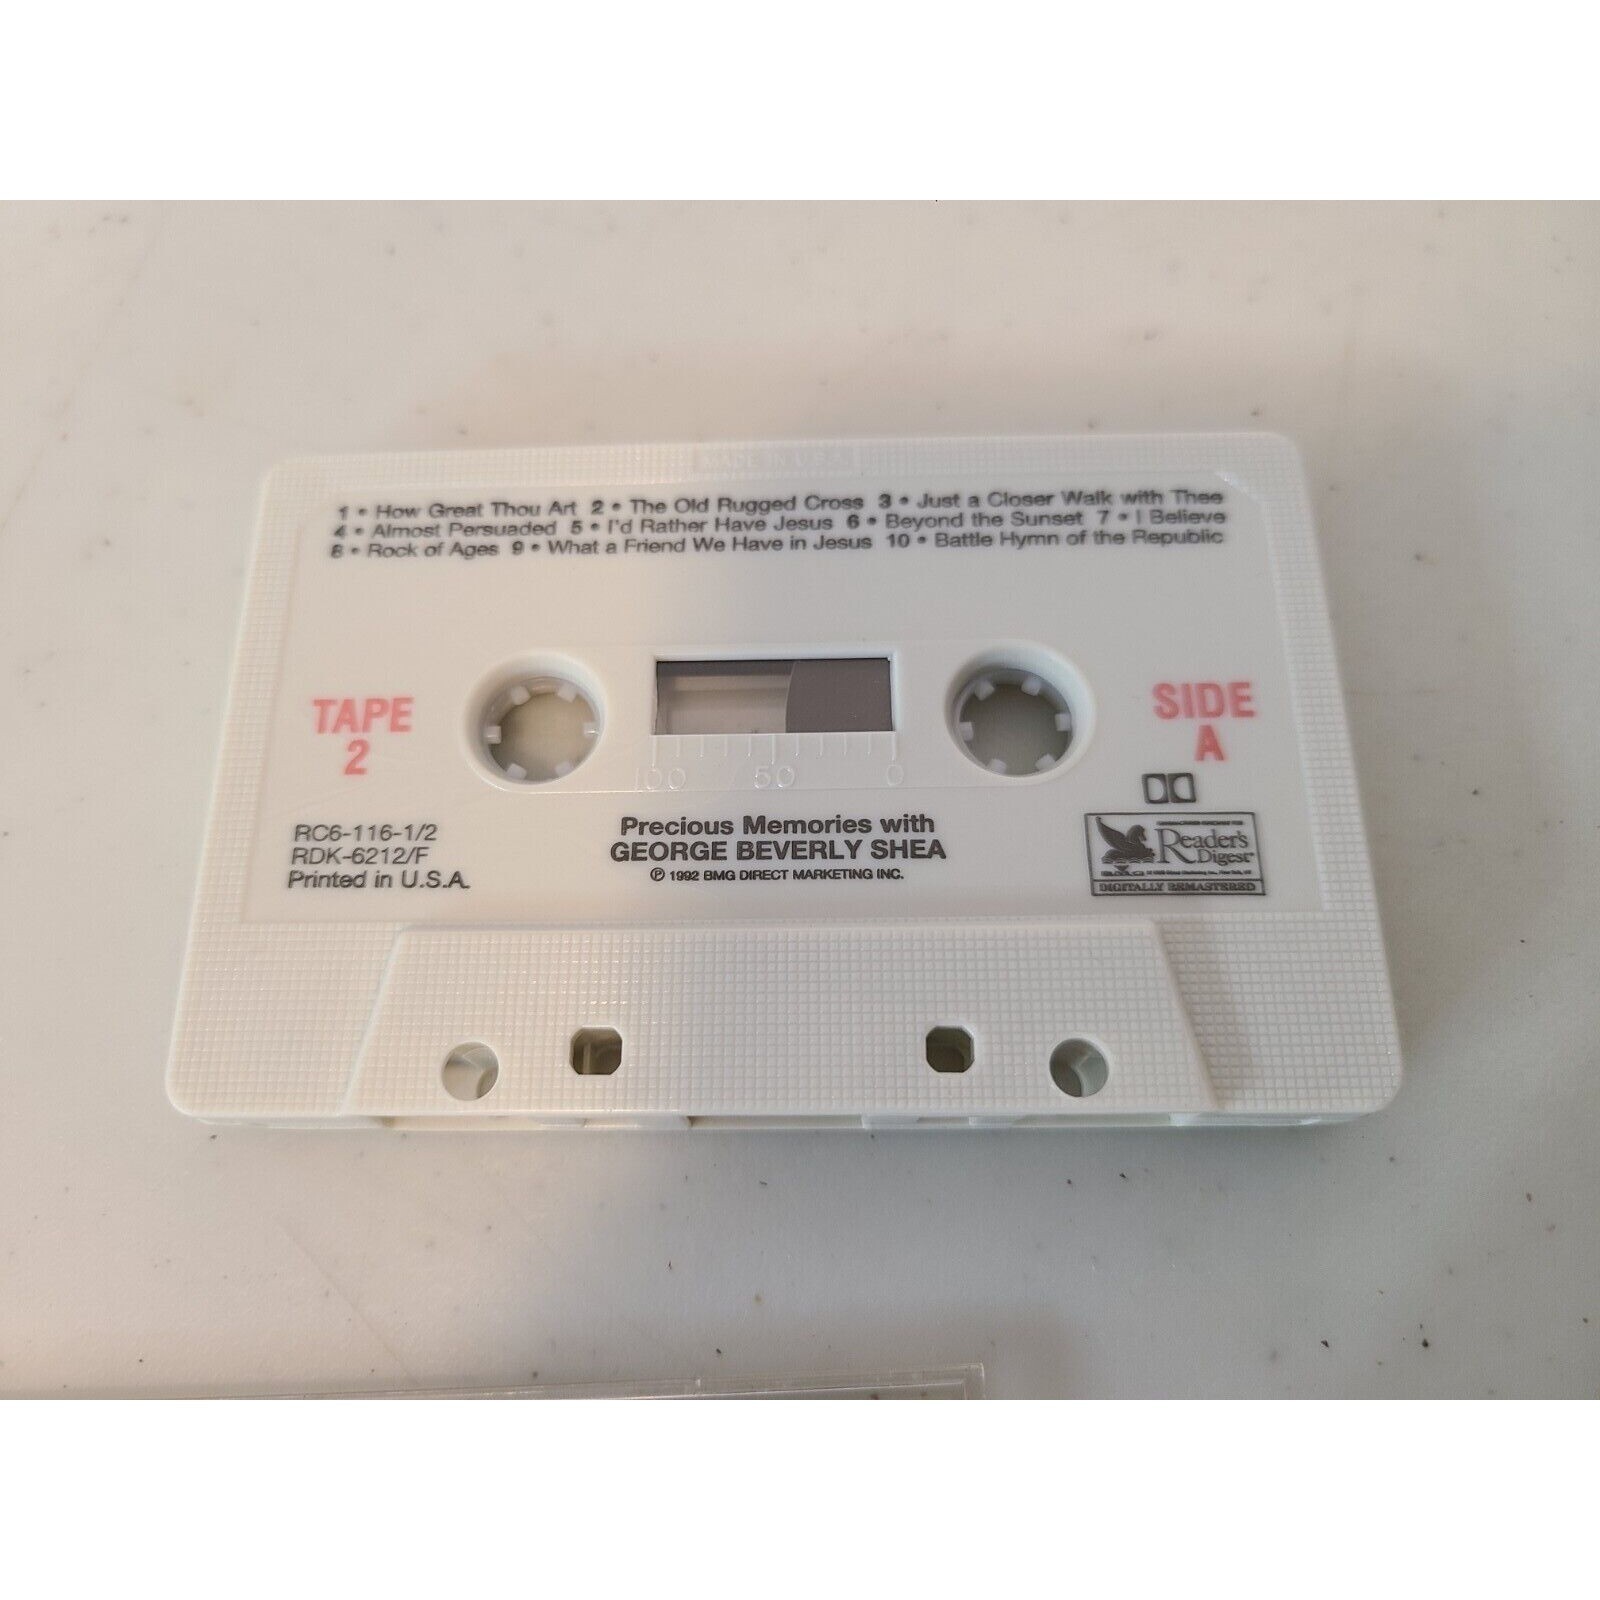 MADE IN U.S.A.
1 • How Great Thou Art 2 • The Old Rugged Cross 3 • Just a Closer Walk with Thee
4 • Almost Persuaded 5 • I'd Rather Have Jesus 6 • Beyond the Sunset 7 • I Believe
8 • Rock of Ages 9 • What a Friend We Have in Jesus 10 • Battle Hymn of the Republic
TAPE
2
SIDE
A
100 50 0
RC6-116-1/2
RDK-6212/F
Printed in U.S.A.
Precious Memories with
GEORGE BEVERLY SHEA
℗ 1992 BMG DIRECT MARKETING INC.
Reader's
Digest
DIGITALLY REMASTERED